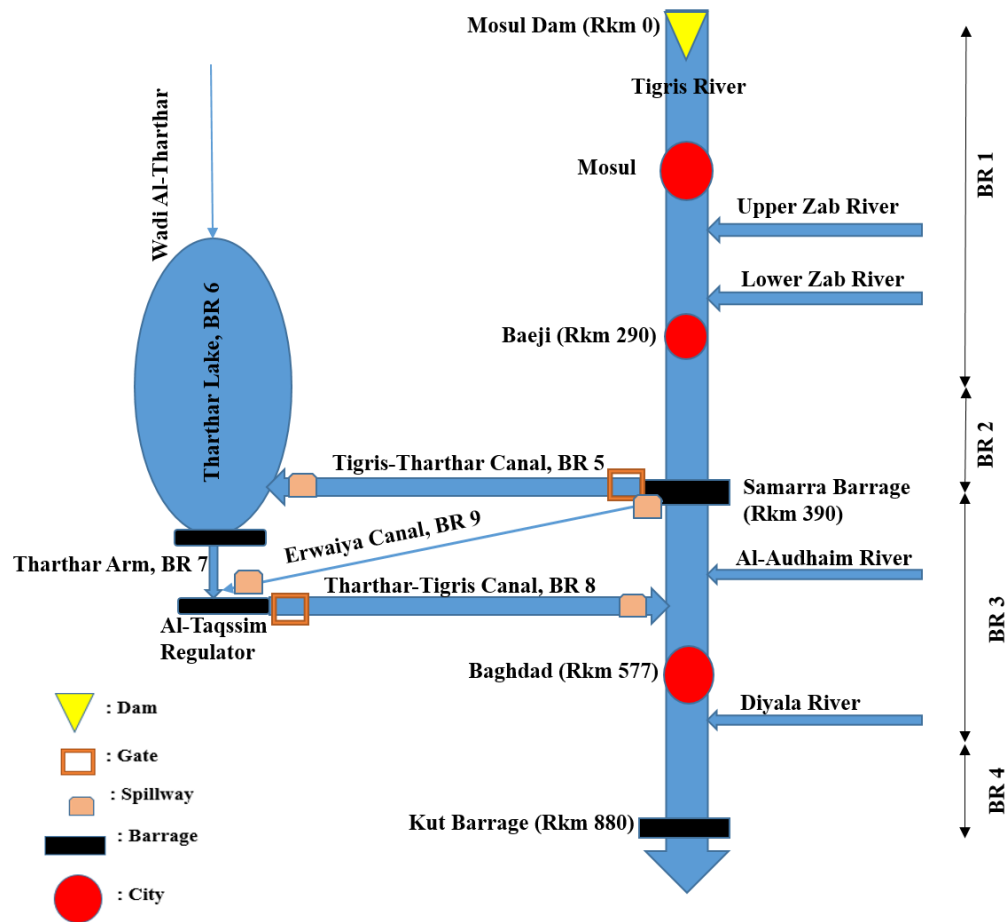 Mosul Dam (Rkm 0)
Tigris River
Wadi Al-Tharthar
Mosul
BR 1
Upper Zab River
Lower Zab River
Tharthar Lake, BR 6
Baeji (Rkm 290)
BR 2
Tigris-Tharthar Canal, BR 5
Samarra Barrage
(Rkm 390)
Erwaiya Canal, BR 9
Tharthar Arm, BR 7
Al-Audhaim River
Tharthar-Tigris Canal, BR 8
BR 3
Al-Taqssim
Regulator
Baghdad (Rkm 577)
Diyala River
: Dam
: Gate
BR 4
: Spillway
Kut Barrage (Rkm 880)
: Barrage
: City